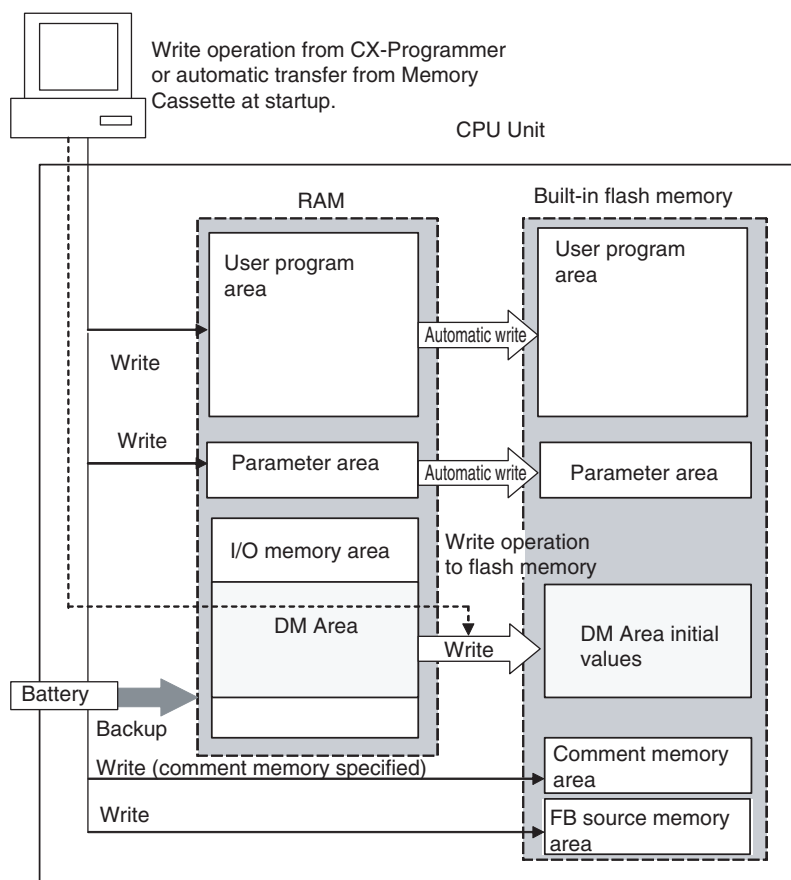 Write operation from CX-Programmer
or automatic transfer from Memory
Cassette at startup.
CPU Unit
RAM
Built-in flash memory
User program
area
User program
area
Automatic write
Write
Write
Parameter area
Automatic write
Parameter area
I/O memory area
Write operation
to flash memory
DM Area
Write
DM Area initial
values
Battery
Backup
Write (comment memory specified)
Comment memory
area
Write
FB source memory
area